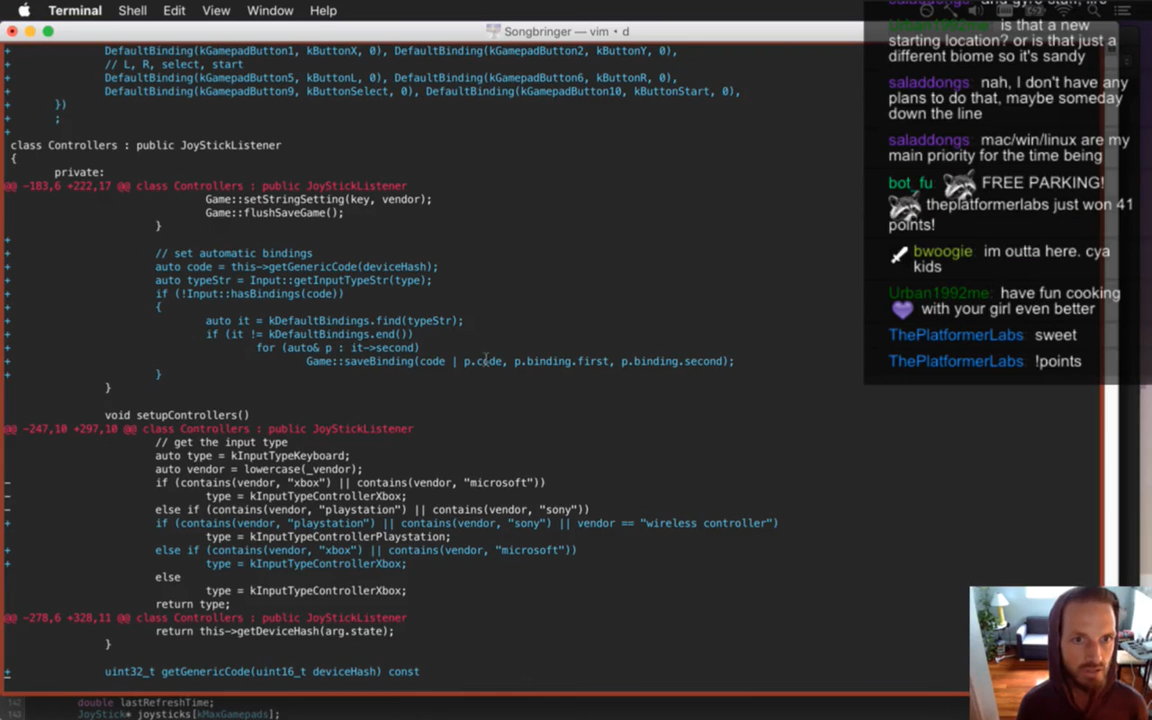 Terminal Shell Edit View Window Help
Songbringer — vim • d
+ DefaultBinding(kGamepadButton1, kButtonX, 0), DefaultBinding(kGamepadButton2, kButtonY, 0),
+ // L, R, select, start
+ DefaultBinding(kGamepadButton5, kButtonL, 0), DefaultBinding(kGamepadButton6, kButtonR, 0),
+ DefaultBinding(kGamepadButton9, kButtonSelect, 0), DefaultBinding(kGamepadButton10, kButtonStart, 0),
+ })
+ ;
+
class Controllers : public JoyStickListener
{
private:
@@ -183,6 +222,17 @@ class Controllers : public JoyStickListener
Game::setStringSetting(key, vendor);
Game::flushSaveGame();
}
+
+ // set automatic bindings
+ auto code = this->getGenericCode(deviceHash);
+ auto typeStr = Input::getInputTypeStr(type);
+ if (!Input::hasBindings(code))
+ {
+ auto it = kDefaultBindings.find(typeStr);
+ if (it != kDefaultBindings.end())
+ for (auto& p : it->second)
+ Game::saveBinding(code | p.code, p.binding.first, p.binding.second);
+ }
}
void setupControllers()
@@ -247,10 +297,10 @@ class Controllers : public JoyStickListener
// get the input type
auto type = kInputTypeKeyboard;
auto vendor = lowercase(_vendor);
- if (contains(vendor, "xbox") || contains(vendor, "microsoft"))
- type = kInputTypeControllerXbox;
- else if (contains(vendor, "playstation") || contains(vendor, "sony"))
+ if (contains(vendor, "playstation") || contains(vendor, "sony") || vendor == "wireless controller")
type = kInputTypeControllerPlaystation;
+ else if (contains(vendor, "xbox") || contains(vendor, "microsoft"))
+ type = kInputTypeControllerXbox;
else
type = kInputTypeControllerXbox;
return type;
@@ -278,6 +328,11 @@ class Controllers : public JoyStickListener
return this->getDeviceHash(arg.state);
}
+ uint32_t getGenericCode(uint16_t deviceHash) const
142 double lastRefreshTime;
143 JoyStick* joysticks[kMaxGamepads];
Urban1992me: is that a new
starting location? or is that just a
different biome so it's sandy
saladdongs: nah, I don't have any
plans to do that, maybe someday
down the line
saladdongs: mac/win/linux are my
main priority for the time being
bot_fu: FREE PARKING!
theplatformerlabs just won 41
points!
bwoogie: im outta here. cya
kids
Urban1992me: have fun cooking
with your girl even better
ThePlatformerLabs: sweet
ThePlatformerLabs: !points